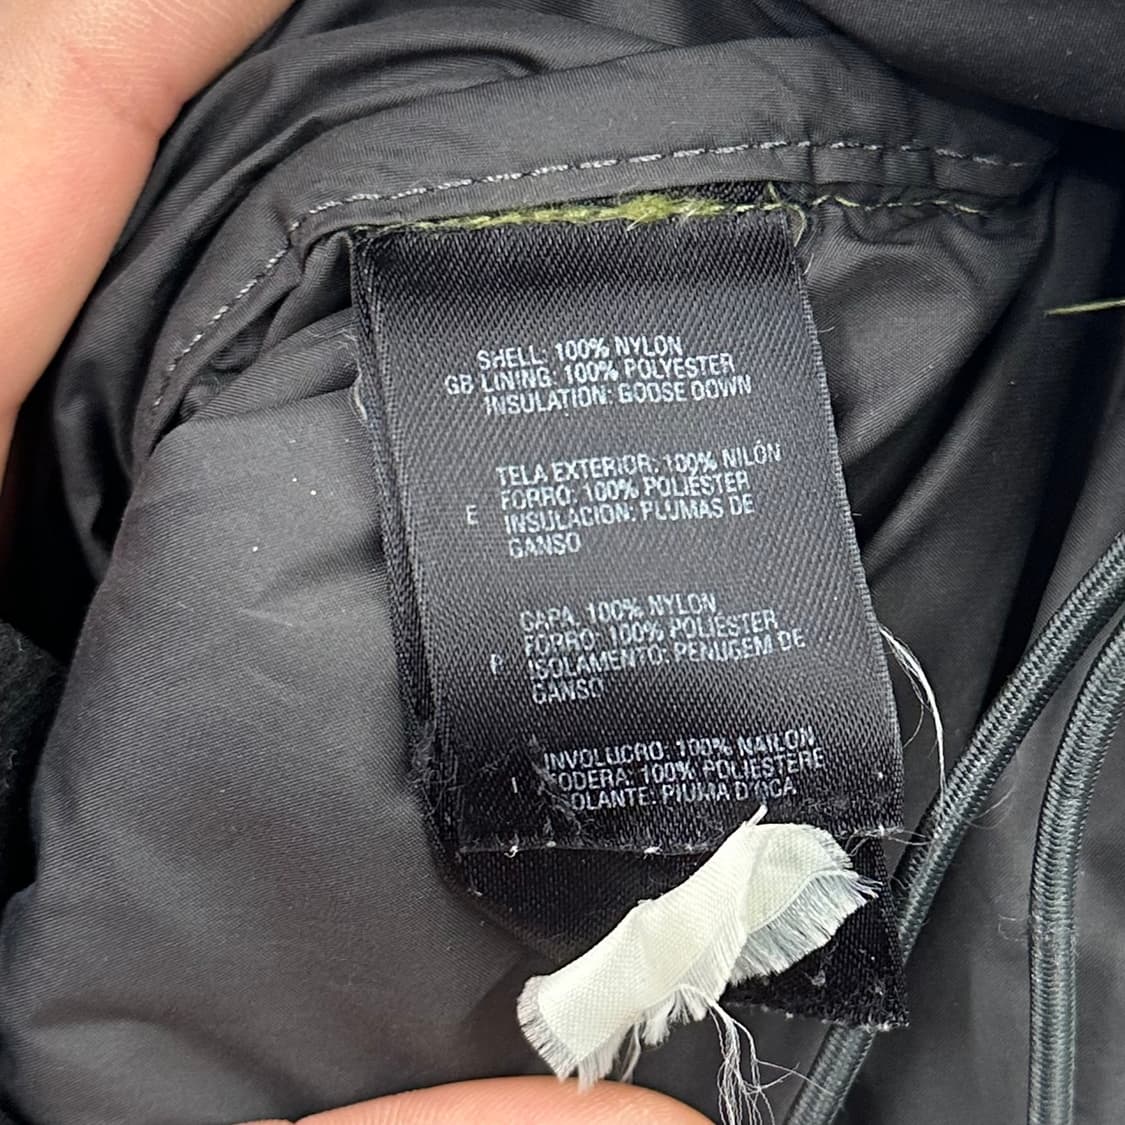 SHELL: 100% NYLON
GB LINING: 100% POLYESTER
INSULATION: GOOSE DOWN
TELA EXTERIOR: 100% NILÓN
FORRO: 100% POLIÉSTER
E INSULACION: PLUMAS DE
GANSO
CAPA: 100% NYLON
FORRO: 100% POLIESTER
P ISOLAMENTO: PENUGEM DE
GANSO
INVOLUCRO: 100% NAILON
I FODERA: 100% POLIESTERE
ISOLANTE: PIUMA D'OCA